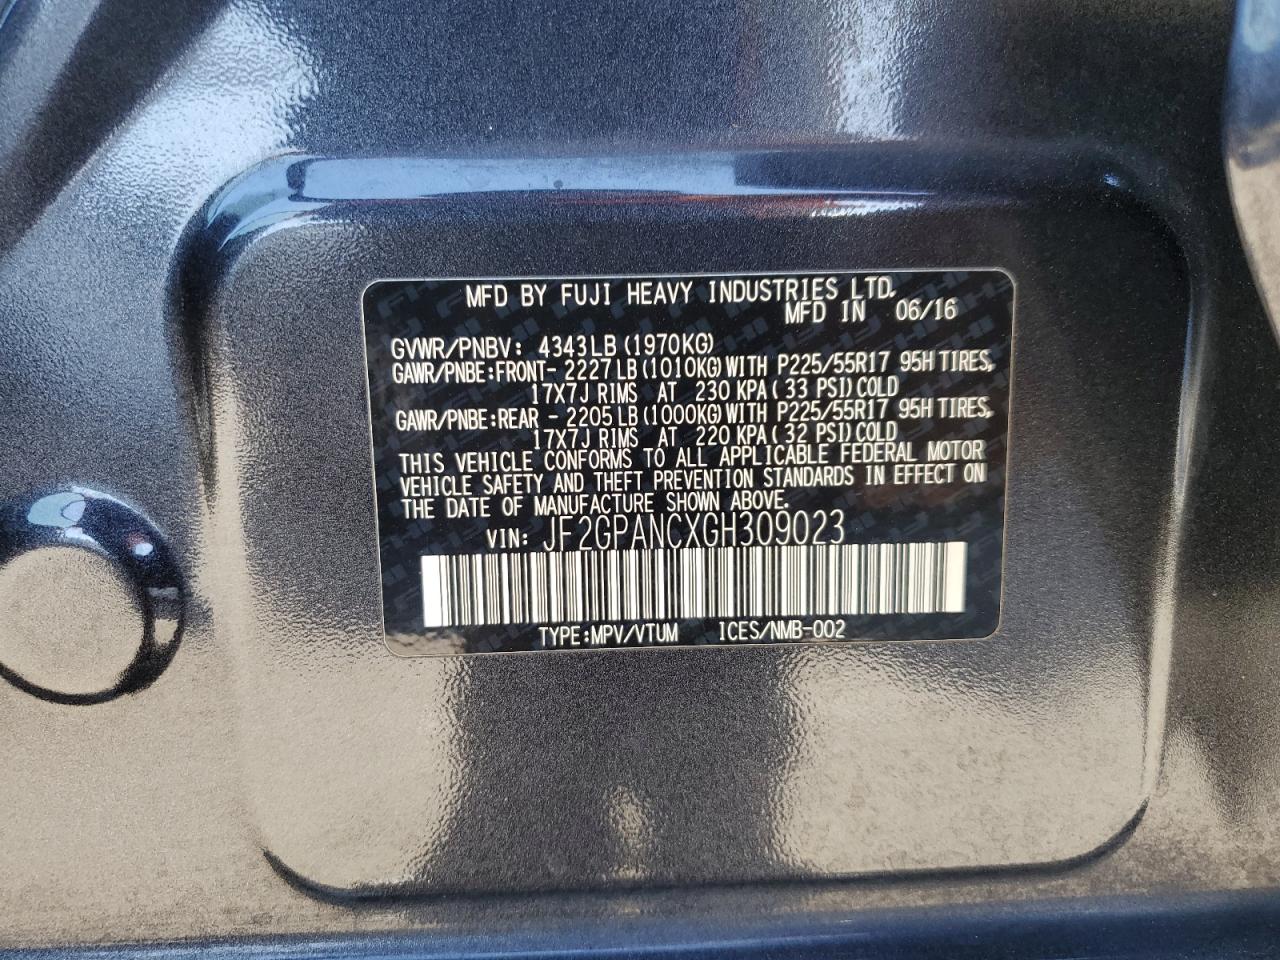 MFD BY FUJI HEAVY INDUSTRIES LTD.
MFD IN 06/16
GVWR/PNBV: 4343LB (1970KG)
GAWR/PNBE:FRONT- 2227LB (1010KG) WITH P225/55R17 95H TIRES,
17X7J RIMS AT 230 KPA ( 33 PSI) COLD
GAWR/PNBE:REAR - 2205LB (1000KG) WITH P225/55R17 95H TIRES,
17X7J RIMS AT 220 KPA ( 32 PSI) COLD
THIS VEHICLE CONFORMS TO ALL APPLICABLE FEDERAL MOTOR
VEHICLE SAFETY AND THEFT PREVENTION STANDARDS IN EFFECT ON
THE DATE OF MANUFACTURE SHOWN ABOVE.
VIN: JF2GPANCXGH309023
TYPE:MPV/VTUM ICES/NMB-002